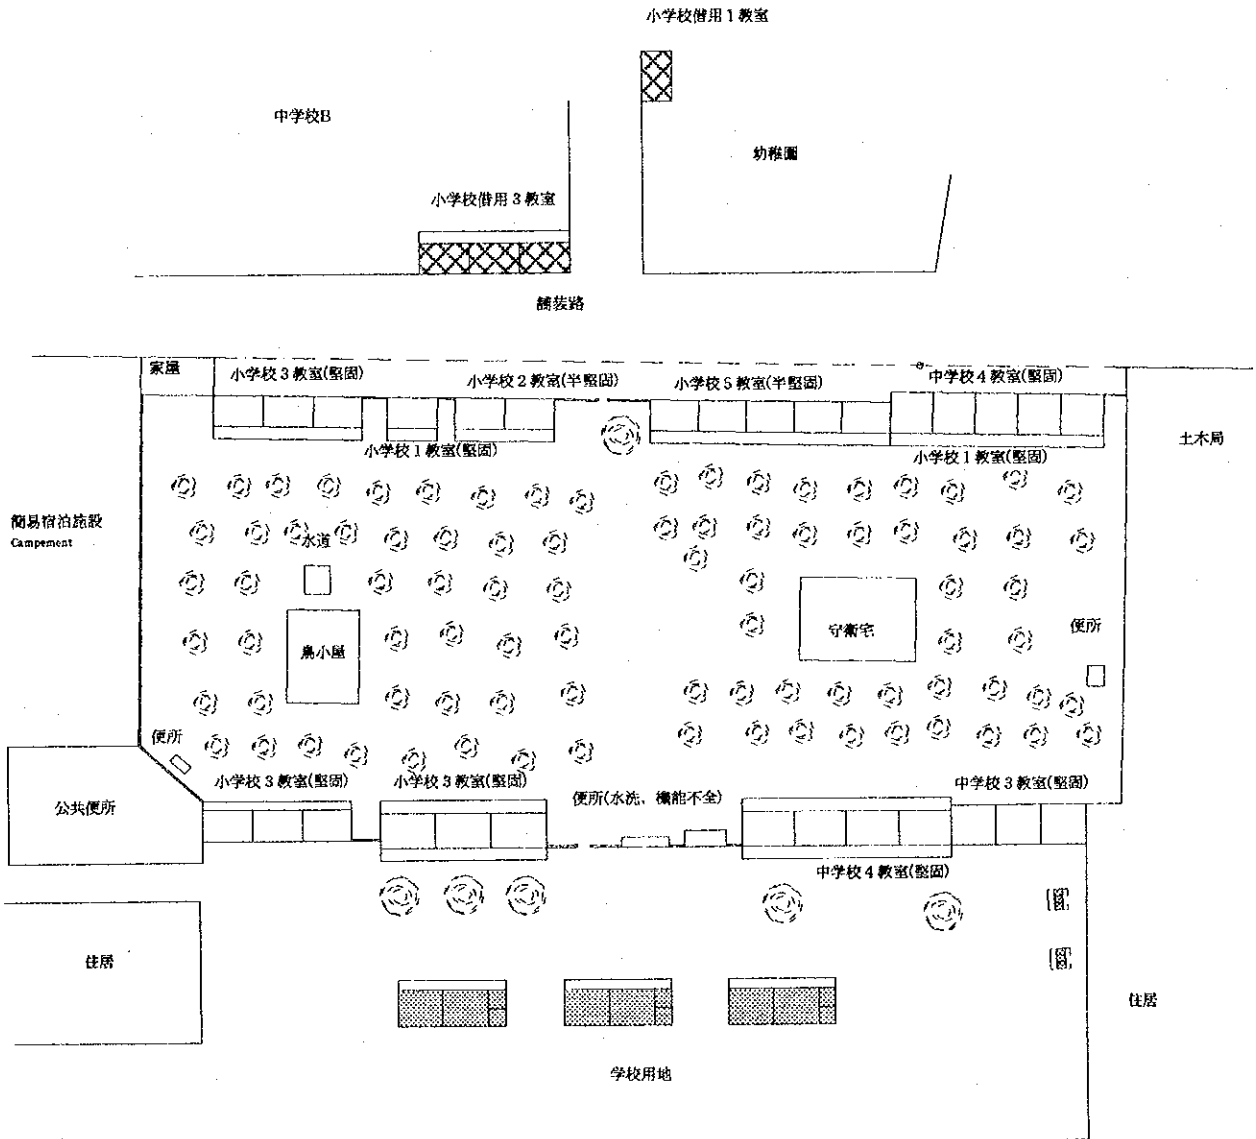 小学校借用1教室
中学校B
幼稚園
小学校借用3教室
舗装路
家屋
小学校3教室(堅固)
小学校2教室(半堅固)
小学校5教室(半堅固)
中学校4教室(堅固)
土木局
小学校1教室(堅固)
小学校1教室(堅固)
簡易宿泊施設
Campement
水道
鳥小屋
守衛宅
便所
便所
小学校3教室(堅固)
小学校3教室(堅固)
便所(水洗、機能不全)
中学校3教室(堅固)
公共便所
中学校4教室(堅固)
住居
住居
学校用地